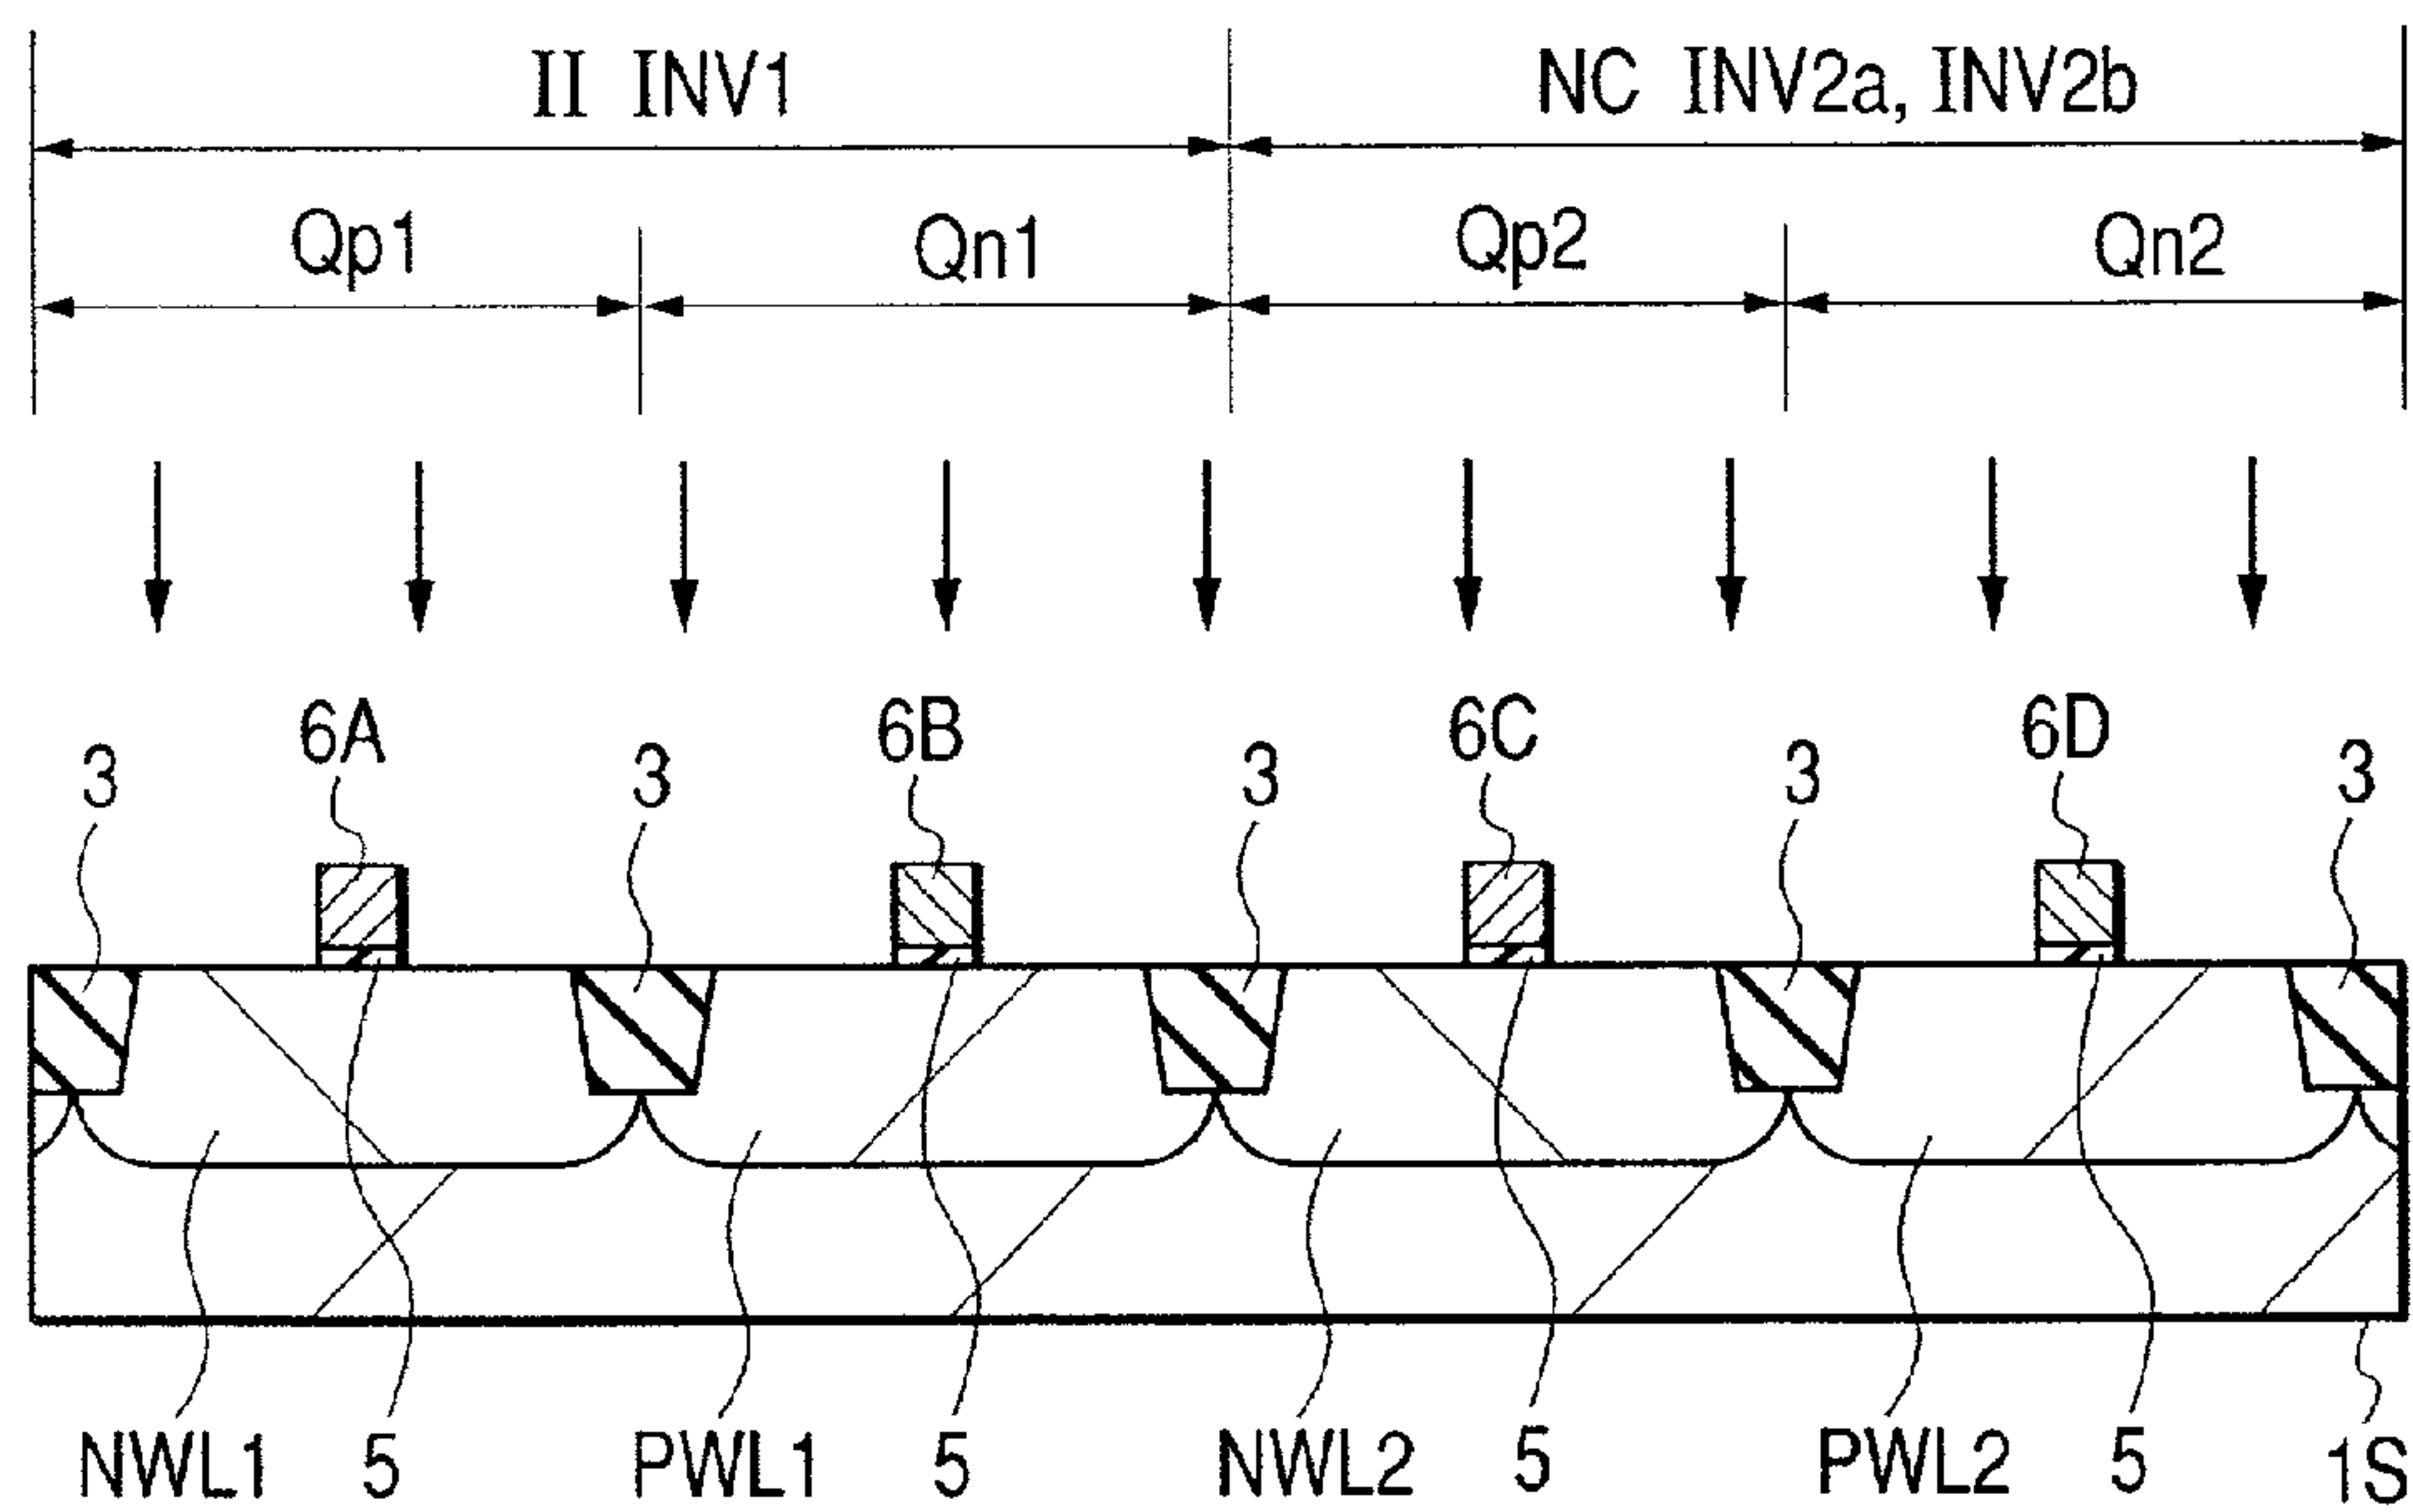 II INV1 NC INV2a, INV2b
Qp1 Qn1 Qp2 Qn2
6A 6B 6C 6D
3 3 3 3 3
NWL1 5 PWL1 5 NWL2 5 PWL2 5 1S